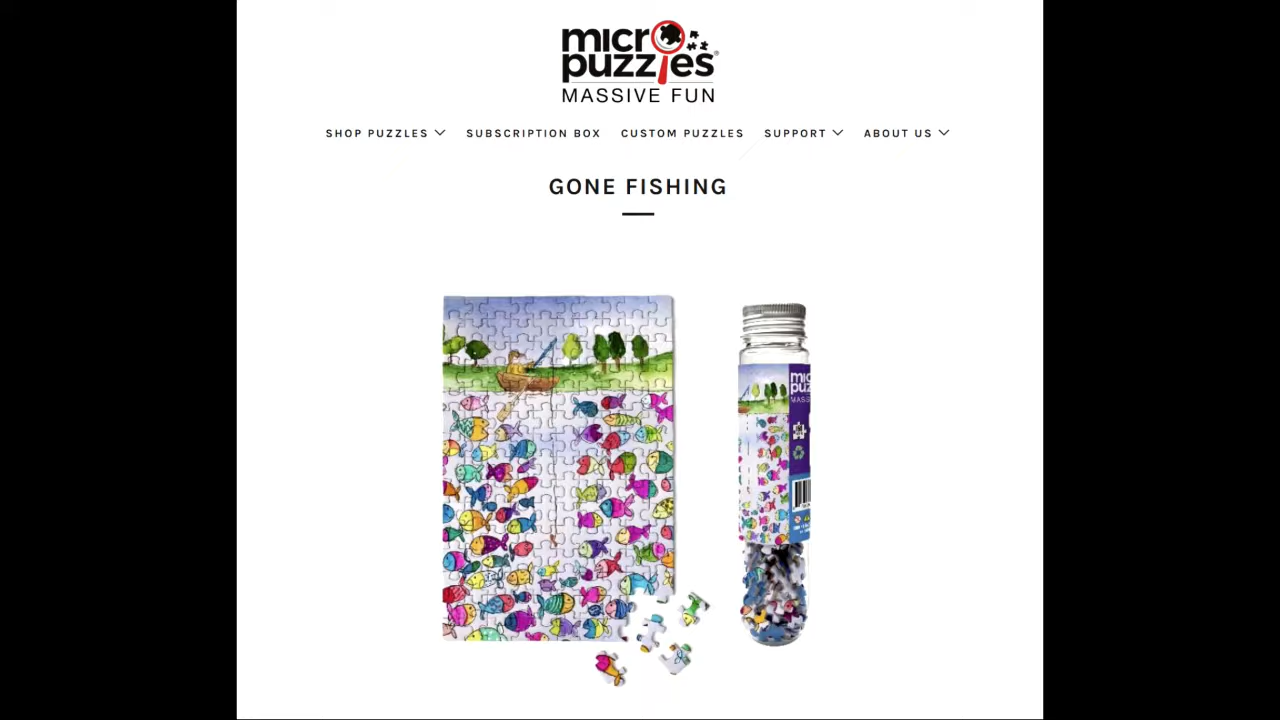 micro
puzzles®
MASSIVE FUN
SHOP PUZZLES
SUBSCRIPTION BOX
CUSTOM PUZZLES
SUPPORT
ABOUT US
GONE FISHING